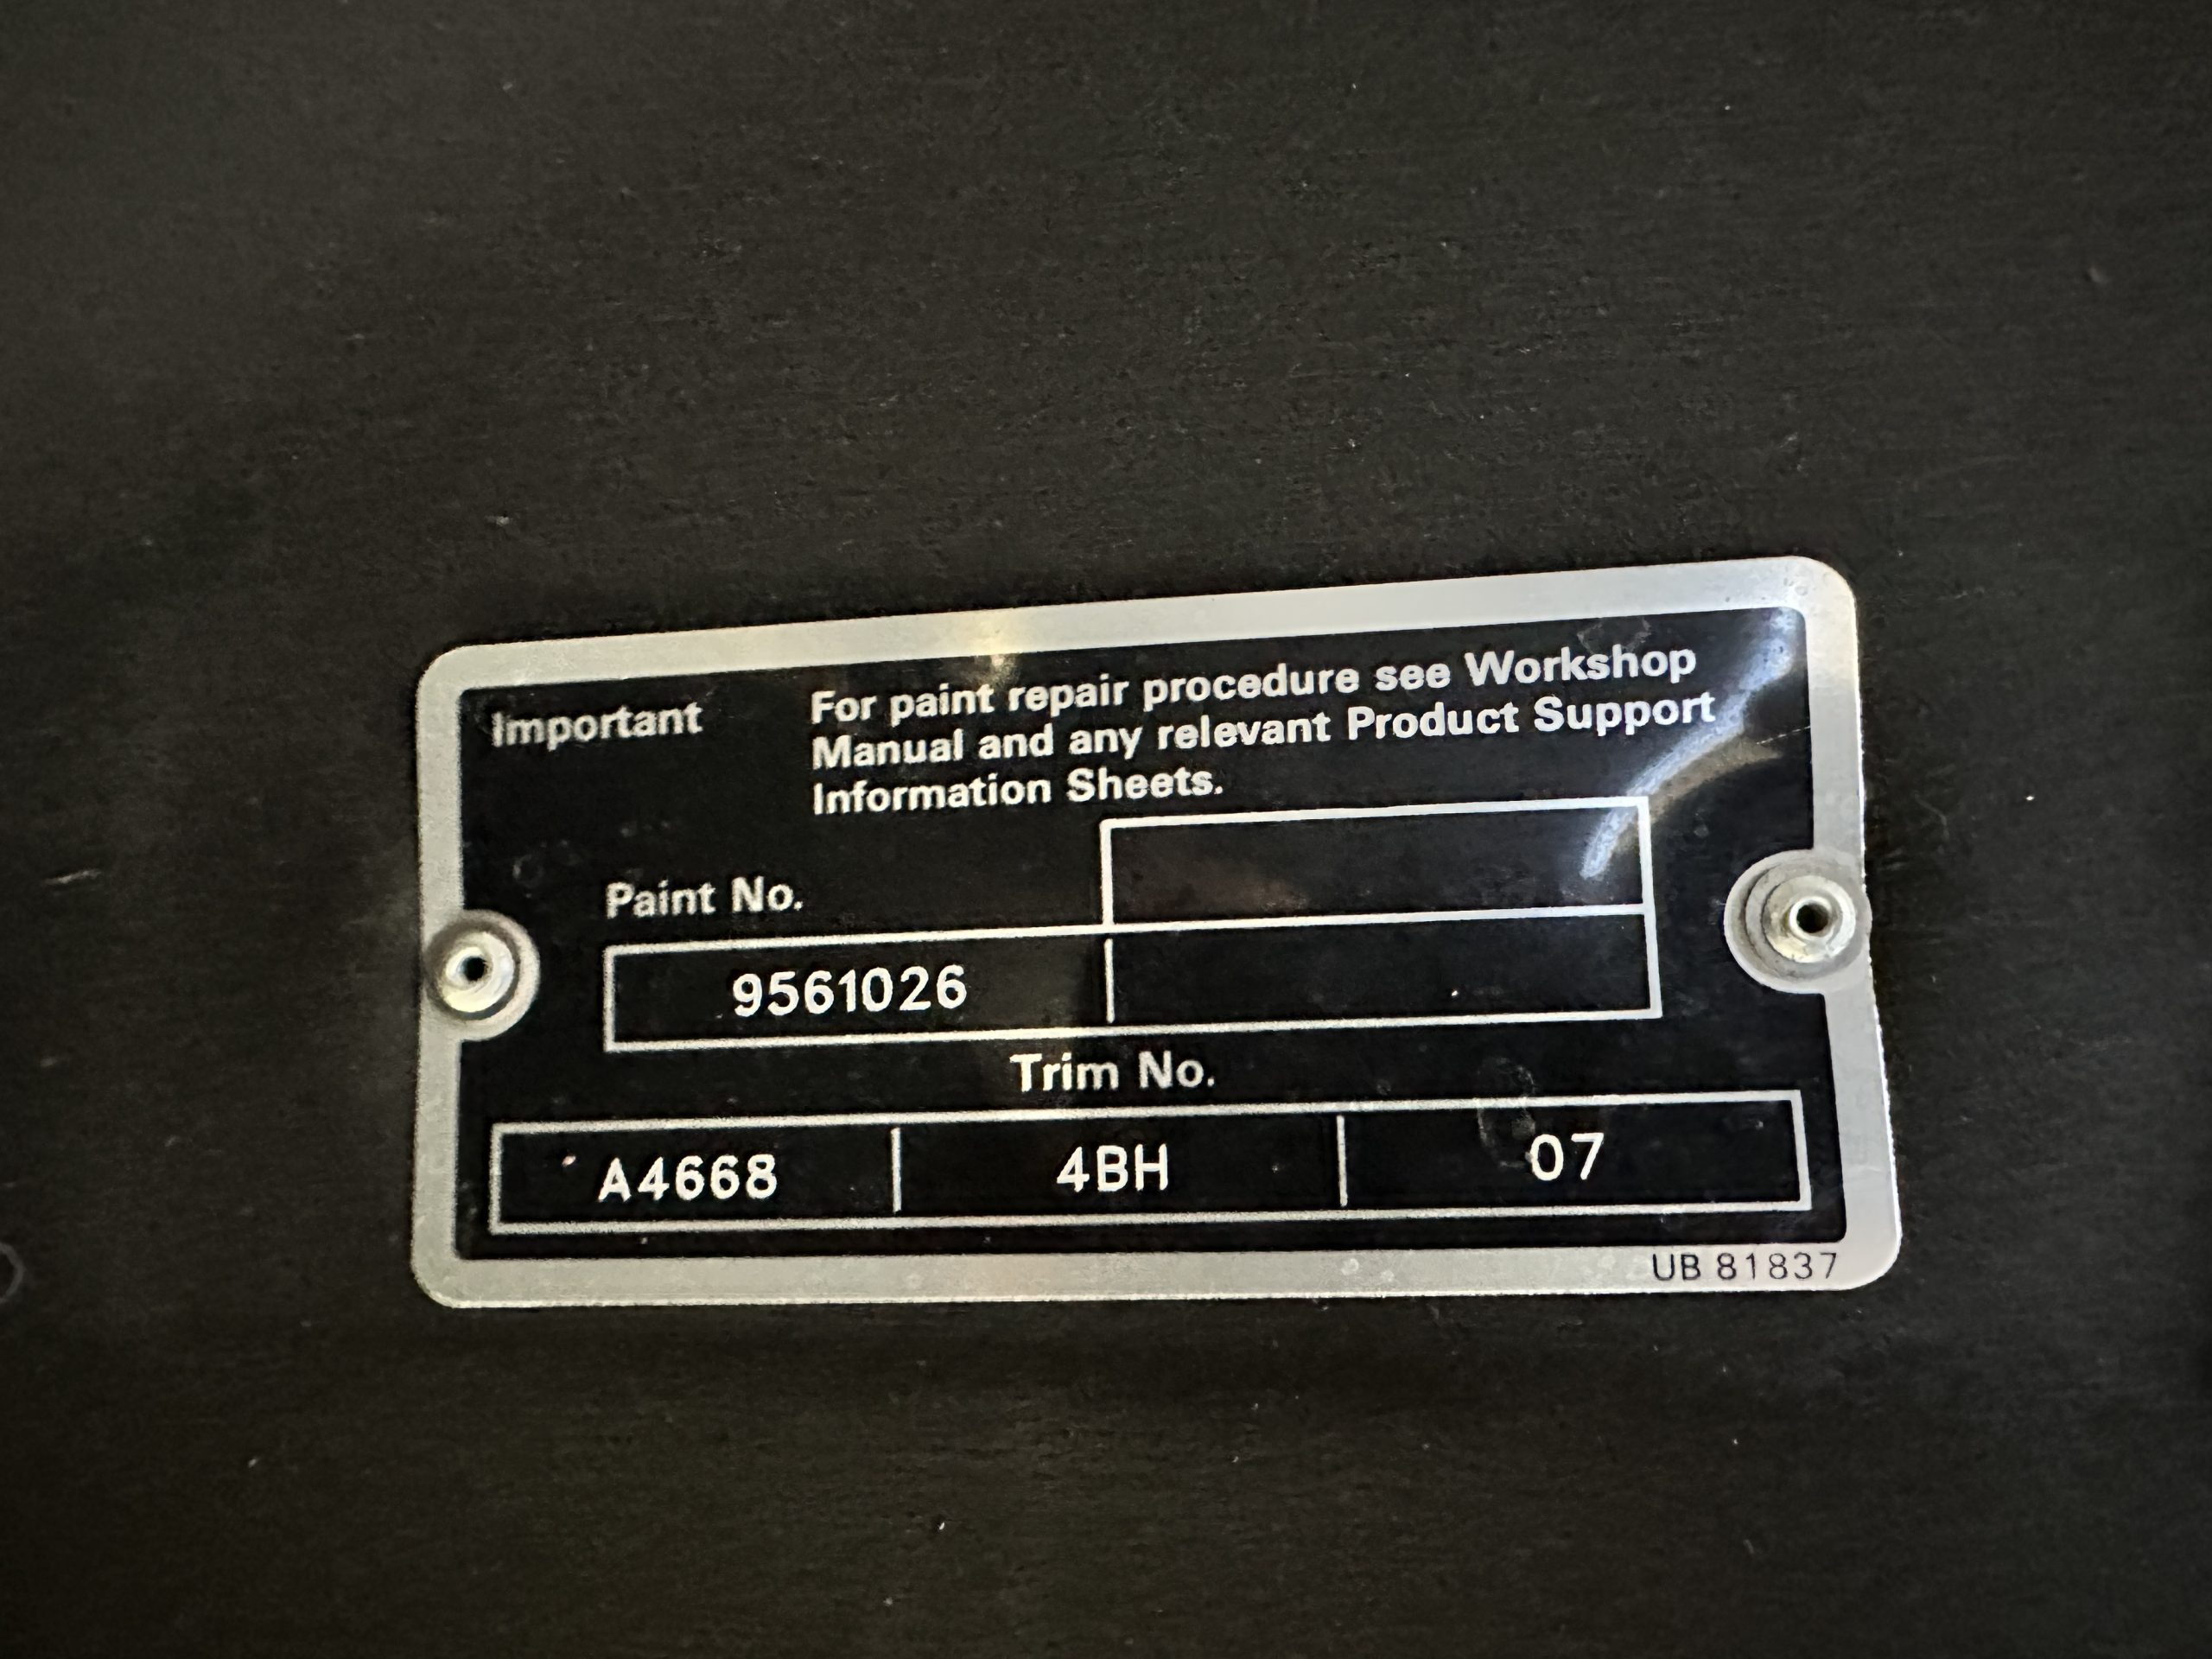 Important
For paint repair procedure see Workshop
Manual and any relevant Product Support
Information Sheets.
Paint No.
9561026
Trim No.
A4668 4BH 07
UB 81837